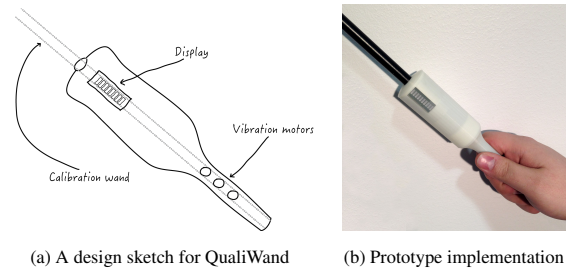 Display
Vibration motors
Calibration wand
(a) A design sketch for QualiWand
(b) Prototype implementation